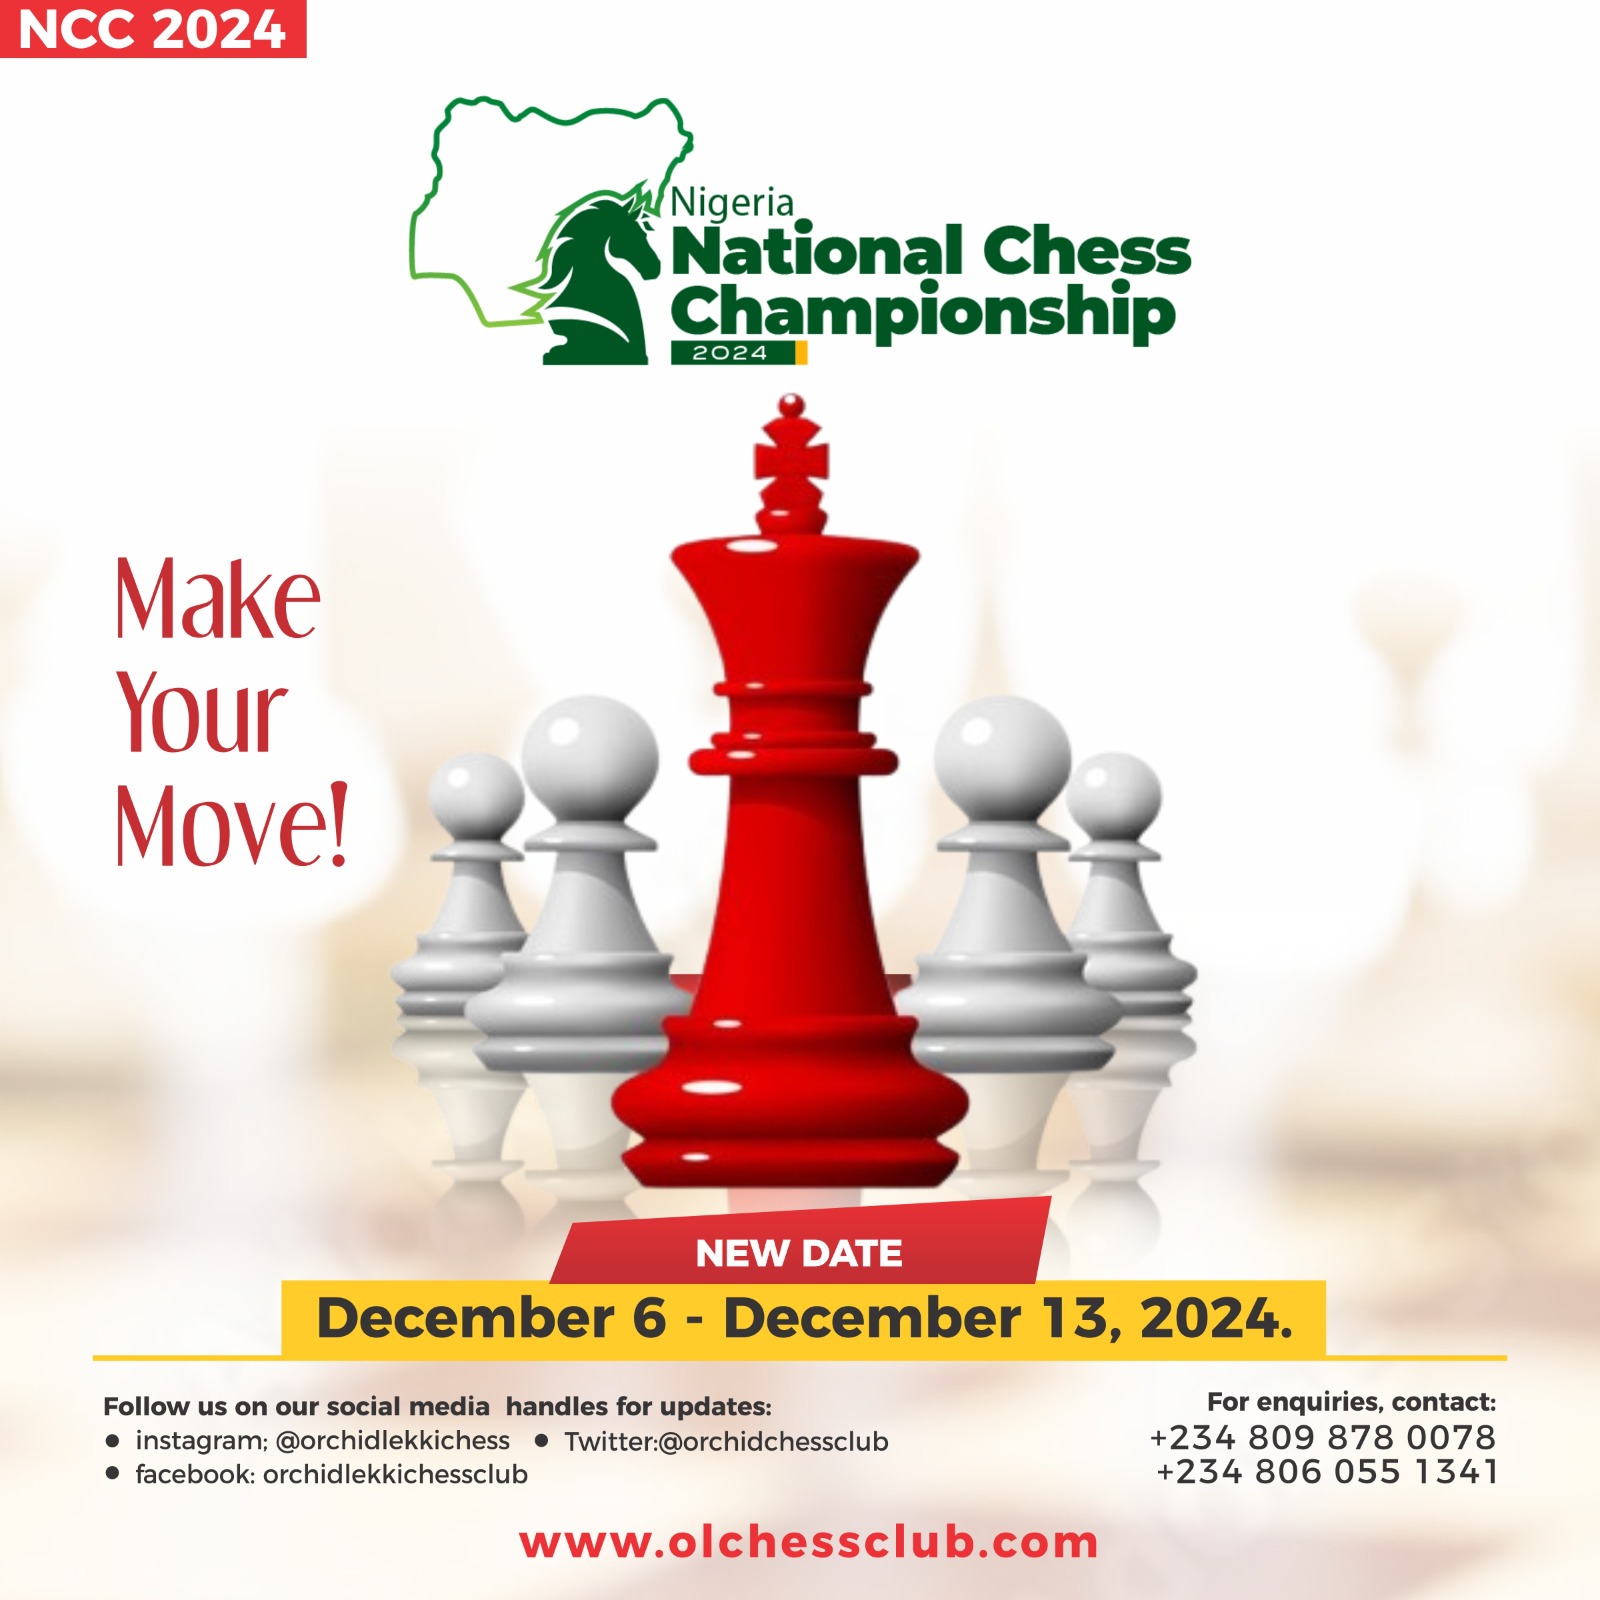 NCC 2024
Nigeria
National Chess
Championship
2024
Make
Your
Move!
NEW DATE
December 6 - December 13, 2024.
Follow us on our social media handles for updates:
• instagram; @orchidlekkichess • Twitter:@orchidchessclub
• facebook: orchidlekkichessclub
For enquiries, contact:
+234 809 878 0078
+234 806 055 1341
www.olchessclub.com